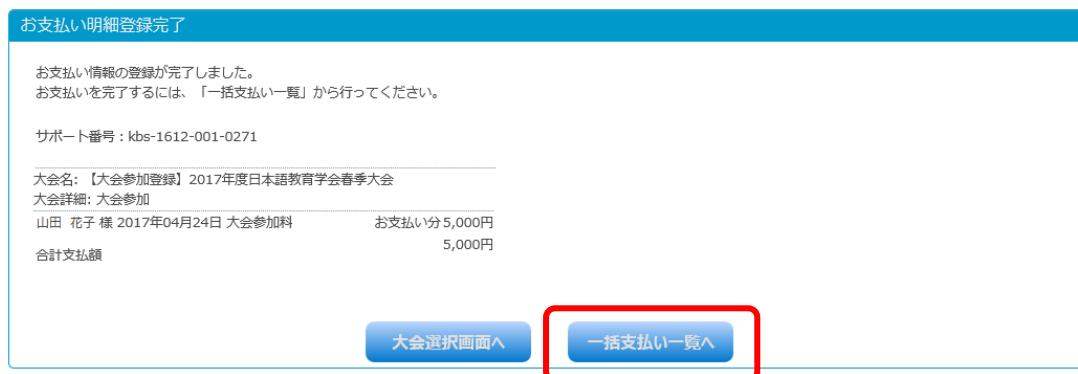 お支払い明細登録完了
お支払い情報の登録が完了しました。
お支払いを完了するには、「一括支払い一覧」から行ってください。
サポート番号：kbs-1612-001-0271
大会名: 【大会参加登録】2017年度日本語教育学会春季大会
大会詳細: 大会参加
山田 花子 様 2017年04月24日 大会参加料 お支払い分 5,000円
合計支払額 5,000円
大会選択画面へ 一括支払い一覧へ